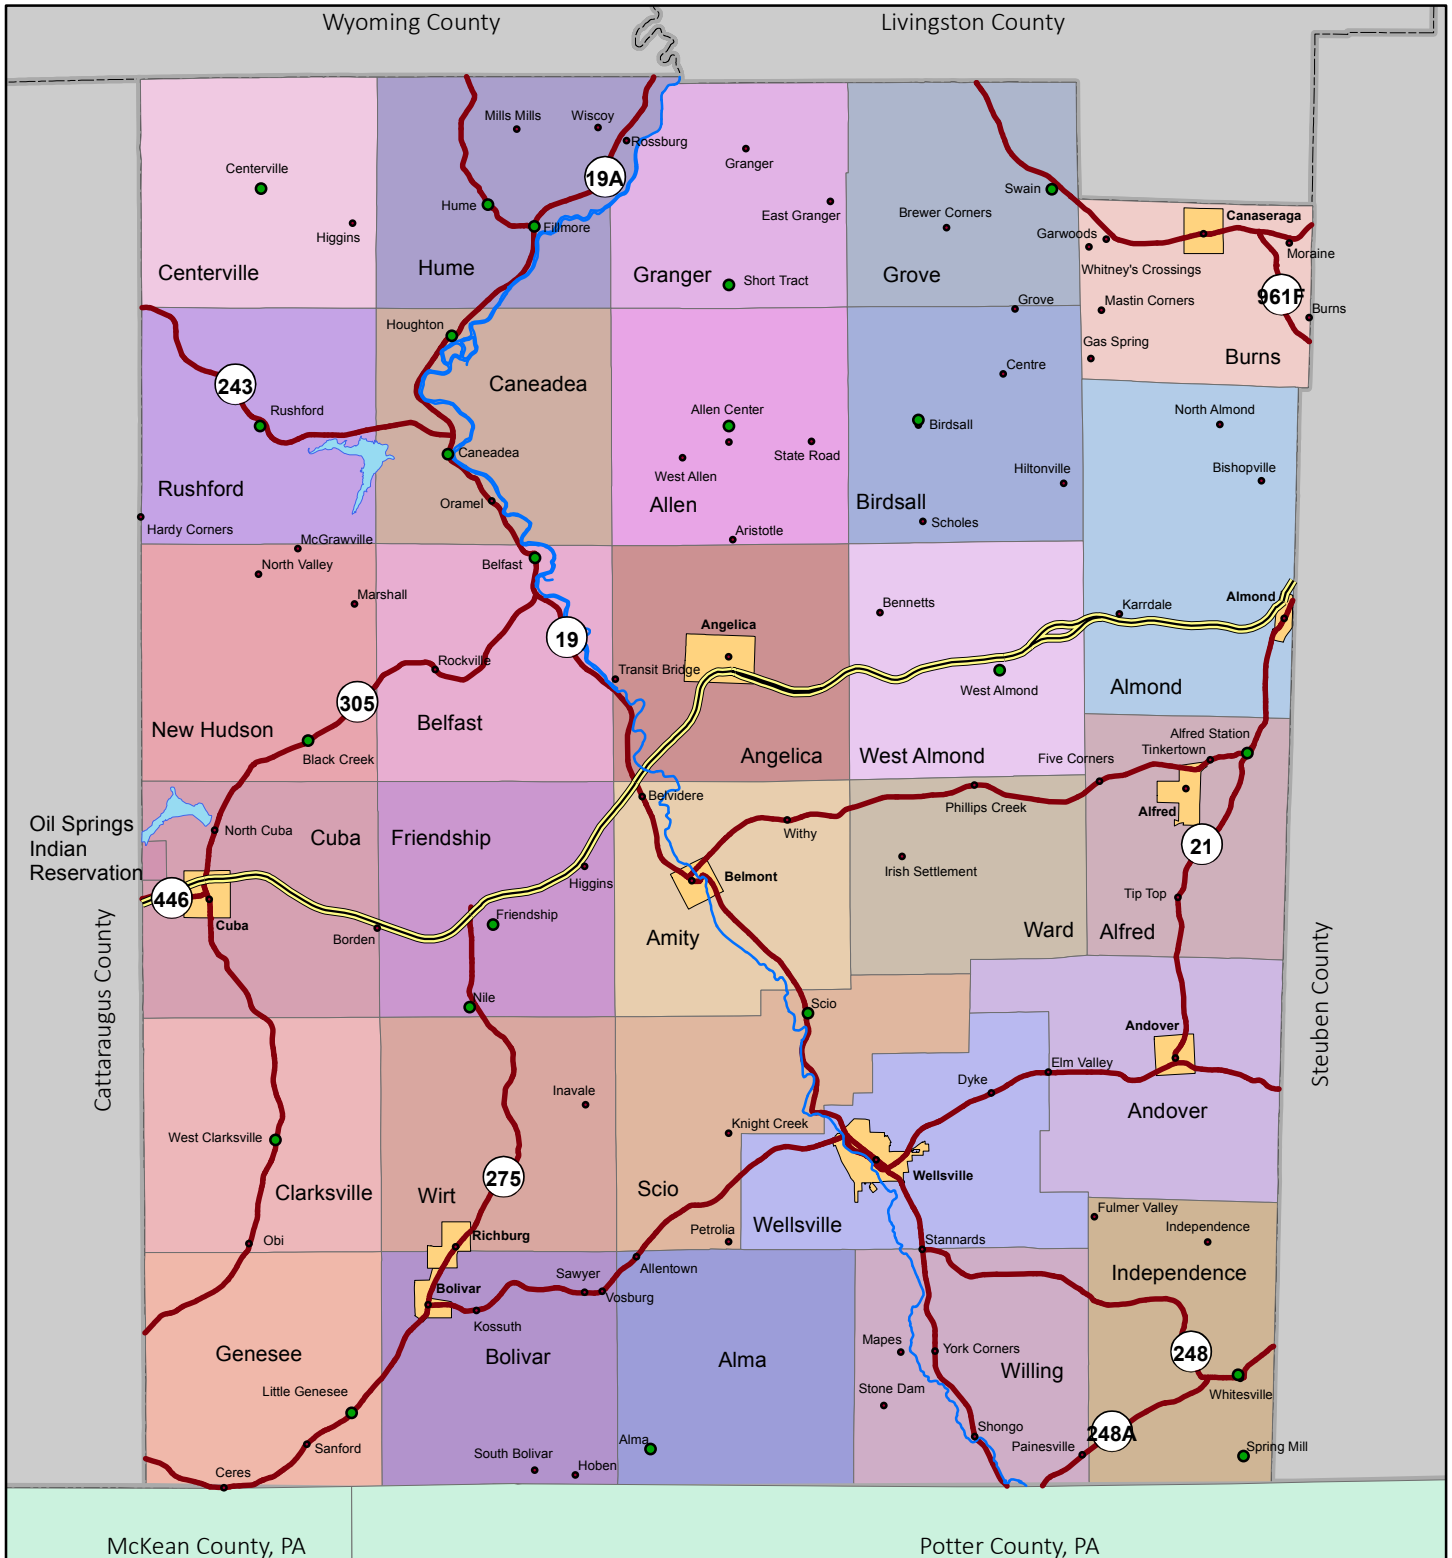 Wyoming County
Livingston County
Mills Mills
Wiscoy
Rossburg
19A
Granger
Centerville
Hume
Higgins
Fillmore
East Granger
Swain
Brewer Corners
Garwoods
Canaseraga
Moraine
Whitney's Crossings
Centerville
Hume
Granger
Short Tract
Grove
961F
Grove
Mastin Corners
Burns
Houghton
Gas Spring
Burns
243
Caneadea
Centre
Rushford
Allen Center
Birdsall
North Almond
Caneadea
State Road
West Allen
Hiltonville
Bishopville
Rushford
Oramel
Allen
Birdsall
Hardy Corners
Scholes
McGrawville
Aristotle
North Valley
Belfast
Marshall
Bennetts
Karrdale
Almond
Angelica
19
Rockville
Transit Bridge
West Almond
Almond
305
New Hudson
Belfast
Black Creek
Angelica
West Almond
Alfred Station
Tinkertown
Five Corners
Belvidere
Phillips Creek
Alfred
Oil Springs
Indian
Reservation
North Cuba
Cuba
Friendship
Withy
21
446
Higgins
Belmont
Irish Settlement
Tip Top
Cuba
Friendship
Borden
Amity
Ward
Alfred
Cattaraugus County
Steuben County
Nile
Scio
Andover
Elm Valley
Dyke
Inavale
Andover
West Clarksville
Knight Creek
275
Wellsville
Clarksville
Wirt
Scio
Wellsville
Fulmer Valley
Independence
Obi
Richburg
Petrolia
Stannards
Sawyer
Allentown
Independence
Bolivar
Vosburg
Kossuth
Genesee
Bolivar
Alma
Mapes
York Corners
Willing
248
Little Genesee
Stone Dam
Whitesville
Sanford
Alma
Shongo
248A
Painesville
Spring Mill
Ceres
South Bolivar
Hoben
McKean County, PA
Potter County, PA